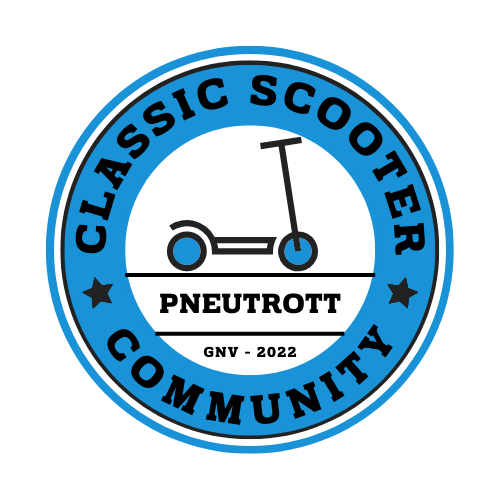 CLASSIC SCOOTER
PNEUTROTT
GNV - 2022
COMMUNITY